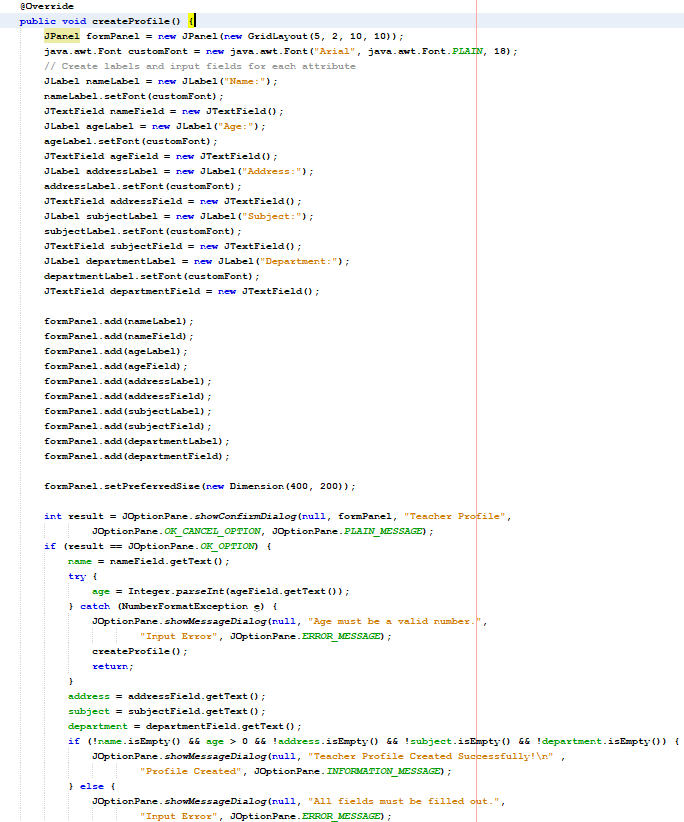 @Override
public void createProfile() {
JPanel formPanel = new JPanel(new GridLayout(5, 2, 10, 10));
java.awt.Font customFont = new java.awt.Font("Arial", java.awt.Font.PLAIN, 18);
// Create labels and input fields for each attribute
JLabel nameLabel = new JLabel("Name:");
nameLabel.setFont(customFont);
JTextField nameField = new JTextField();
JLabel ageLabel = new JLabel("Age:");
ageLabel.setFont(customFont);
JTextField ageField = new JTextField();
JLabel addressLabel = new JLabel("Address:");
addressLabel.setFont(customFont);
JTextField addressField = new JTextField();
JLabel subjectLabel = new JLabel("Subject:");
subjectLabel.setFont(customFont);
JTextField subjectField = new JTextField();
JLabel departmentLabel = new JLabel("Department:");
departmentLabel.setFont(customFont);
JTextField departmentField = new JTextField();
formPanel.add(nameLabel);
formPanel.add(nameField);
formPanel.add(ageLabel);
formPanel.add(ageField);
formPanel.add(addressLabel);
formPanel.add(addressField);
formPanel.add(subjectLabel);
formPanel.add(subjectField);
formPanel.add(departmentLabel);
formPanel.add(departmentField);
formPanel.setPreferredSize(new Dimension(400, 200));
int result = JOptionPane.showConfirmDialog(null, formPanel, "Teacher Profile",
JOptionPane.OK_CANCEL_OPTION, JOptionPane.PLAIN_MESSAGE);
if (result == JOptionPane.OK_OPTION) {
name = nameField.getText();
try {
age = Integer.parseInt(ageField.getText());
} catch (NumberFormatException e) {
JOptionPane.showMessageDialog(null, "Age must be a valid number.",
"Input Error", JOptionPane.ERROR_MESSAGE);
createProfile();
return;
}
address = addressField.getText();
subject = subjectField.getText();
department = departmentField.getText();
if (!name.isEmpty() && age > 0 && !address.isEmpty() && !subject.isEmpty() && !department.isEmpty()) {
JOptionPane.showMessageDialog(null, "Teacher Profile Created Successfully!\n" ,
"Profile Created", JOptionPane.INFORMATION_MESSAGE);
} else {
JOptionPane.showMessageDialog(null, "All fields must be filled out.",
"Input Error", JOptionPane.ERROR_MESSAGE);